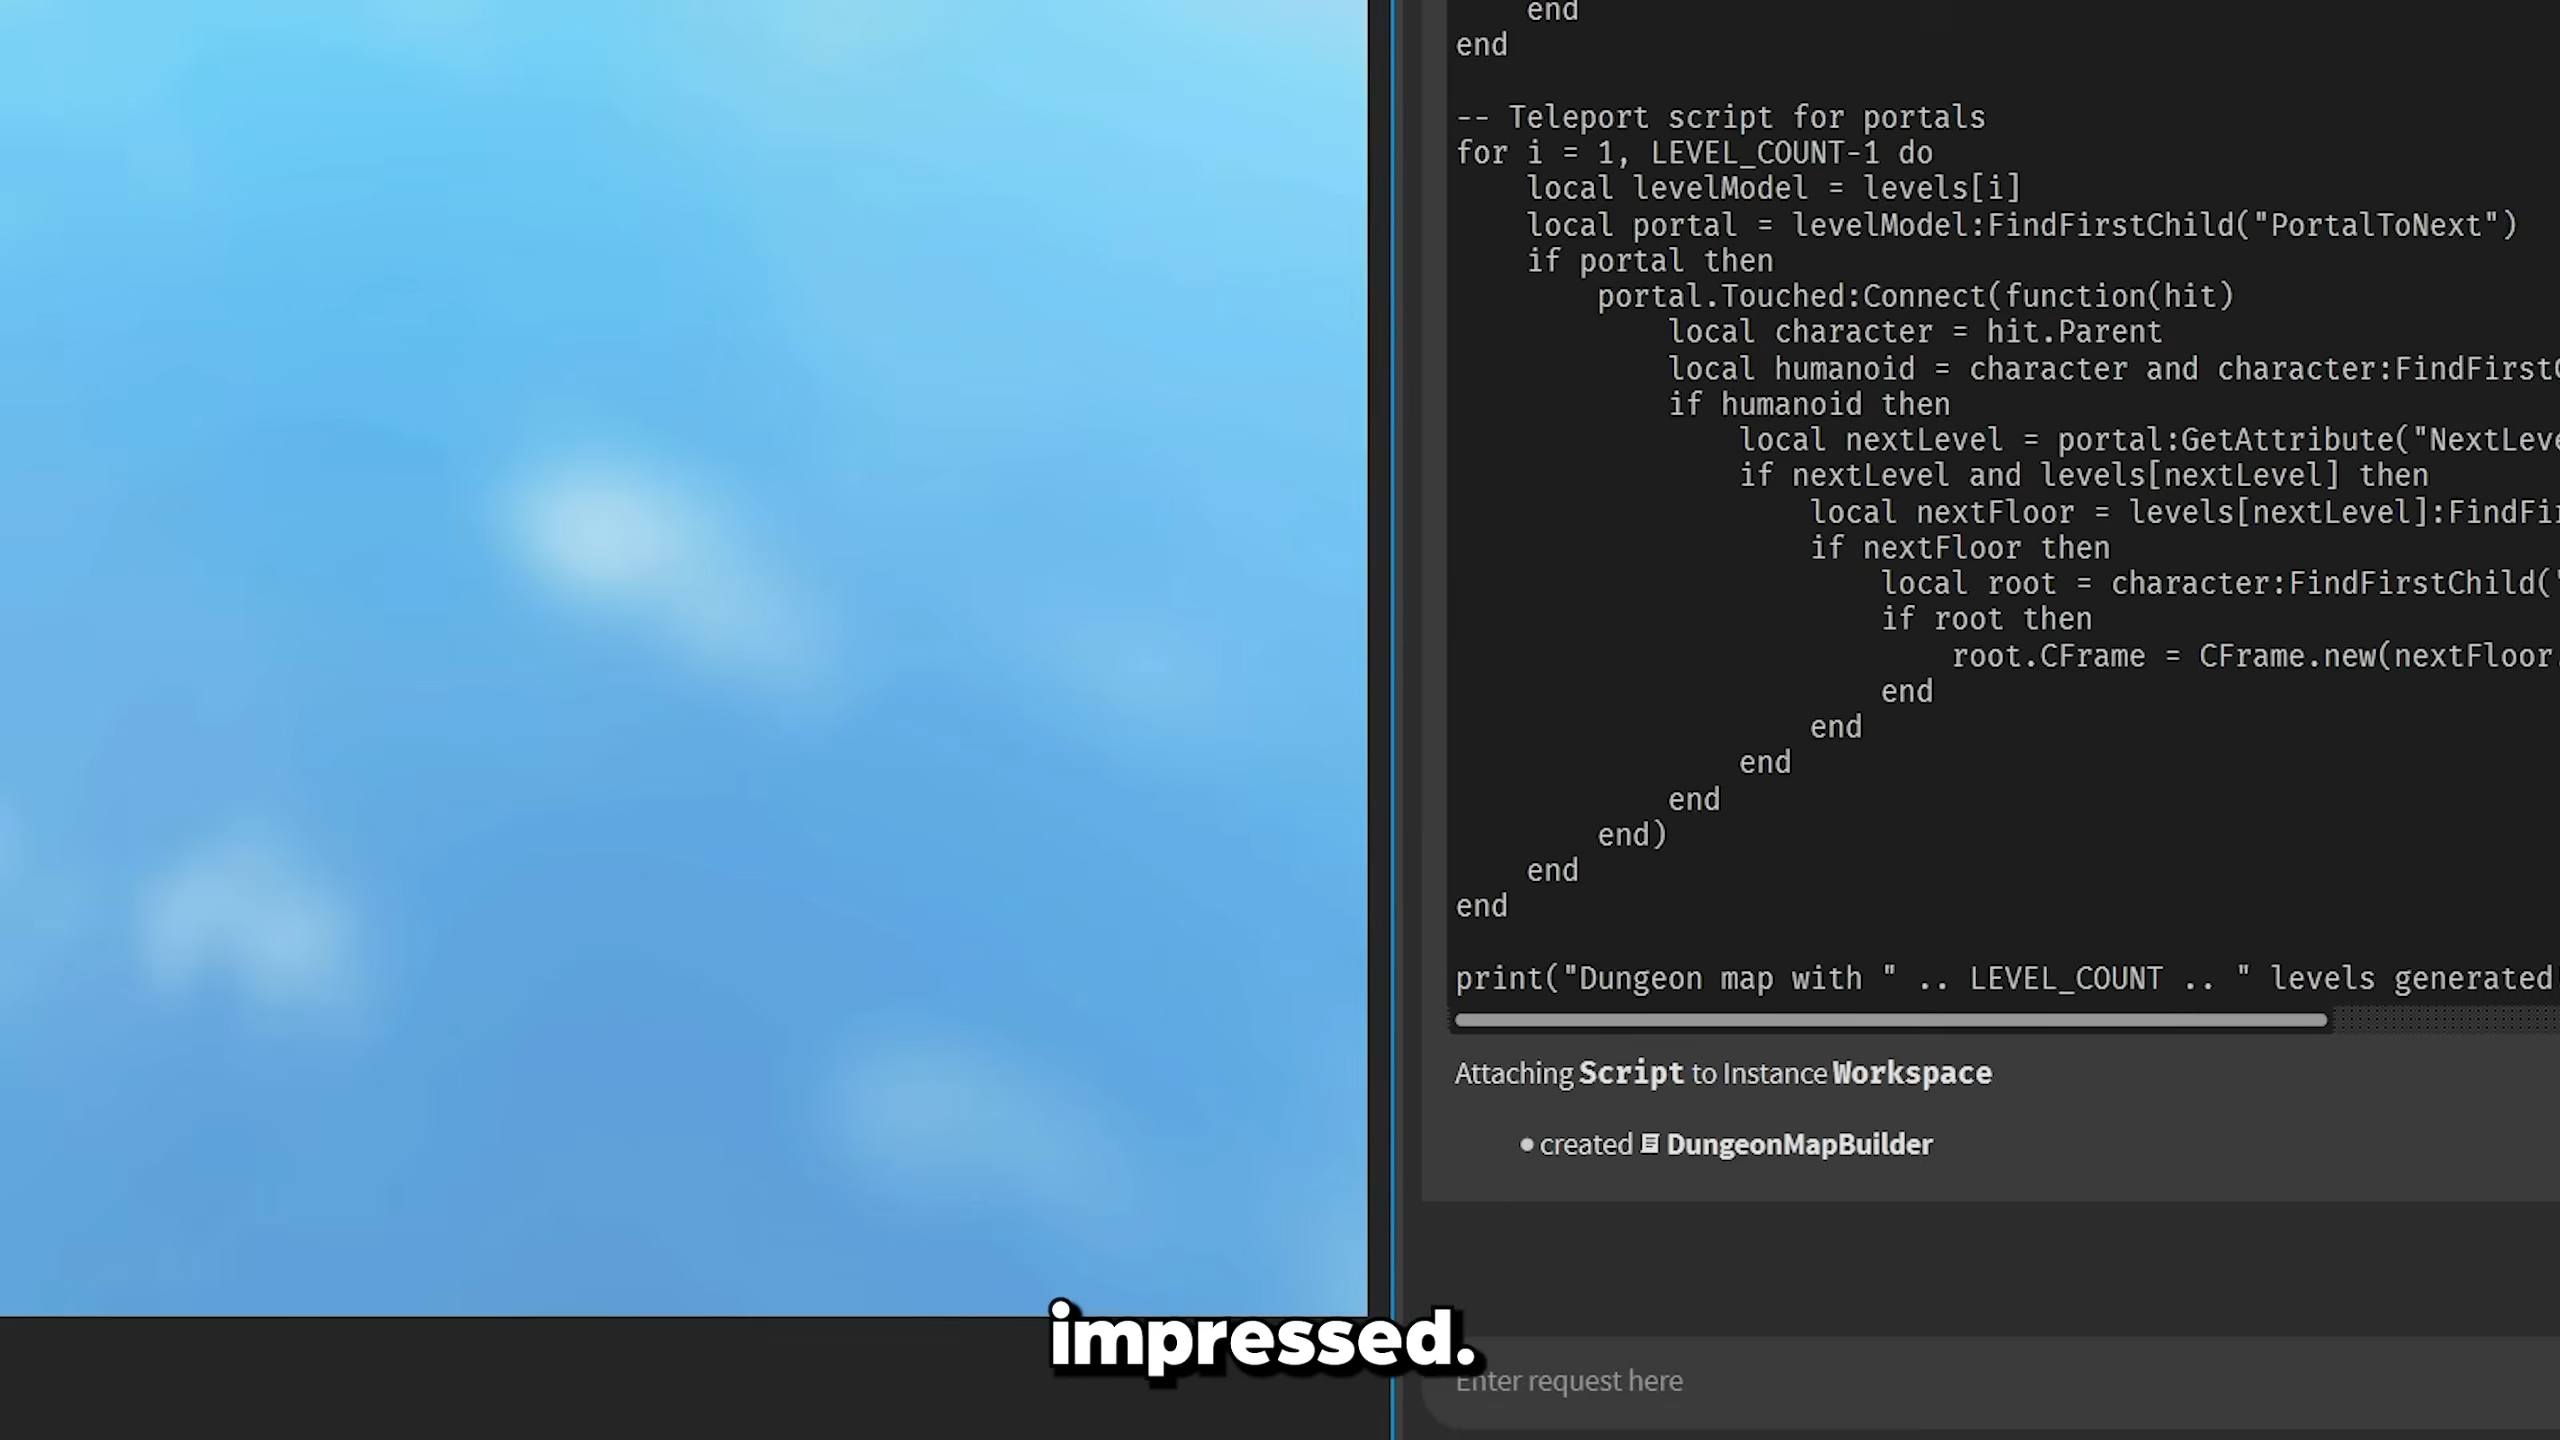 end
end
-- Teleport script for portals
for i = 1, LEVEL_COUNT-1 do
local levelModel = levels[i]
local portal = levelModel:FindFirstChild("PortalToNext")
if portal then
portal.Touched:Connect(function(hit)
local character = hit.Parent
local humanoid = character and character:FindFirst
if humanoid then
local nextLevel = portal:GetAttribute("NextLeve
if nextLevel and levels[nextLevel] then
local nextFloor = levels[nextLevel]:FindFi
if nextFloor then
local root = character:FindFirstChild("
if root then
root.CFrame = CFrame.new(nextFloor.
end
end
end
end
end)
end
end
print("Dungeon map with " .. LEVEL_COUNT .. " levels generated
Attaching Script to Instance Workspace
• created DungeonMapBuilder
impressed.
Enter request here